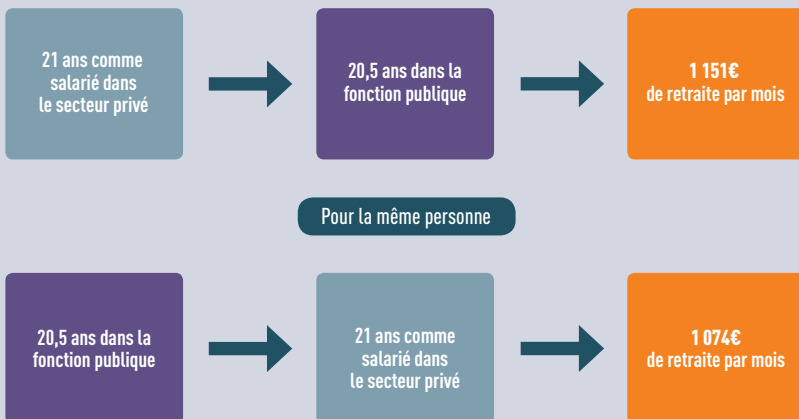 21 ans comme
salarié dans
le secteur privé
20,5 ans dans la
fonction publique
1 151€
de retraite par mois
Pour la même personne
20,5 ans dans la
fonction publique
21 ans comme
salarié dans
le secteur privé
1 074€
de retraite par mois